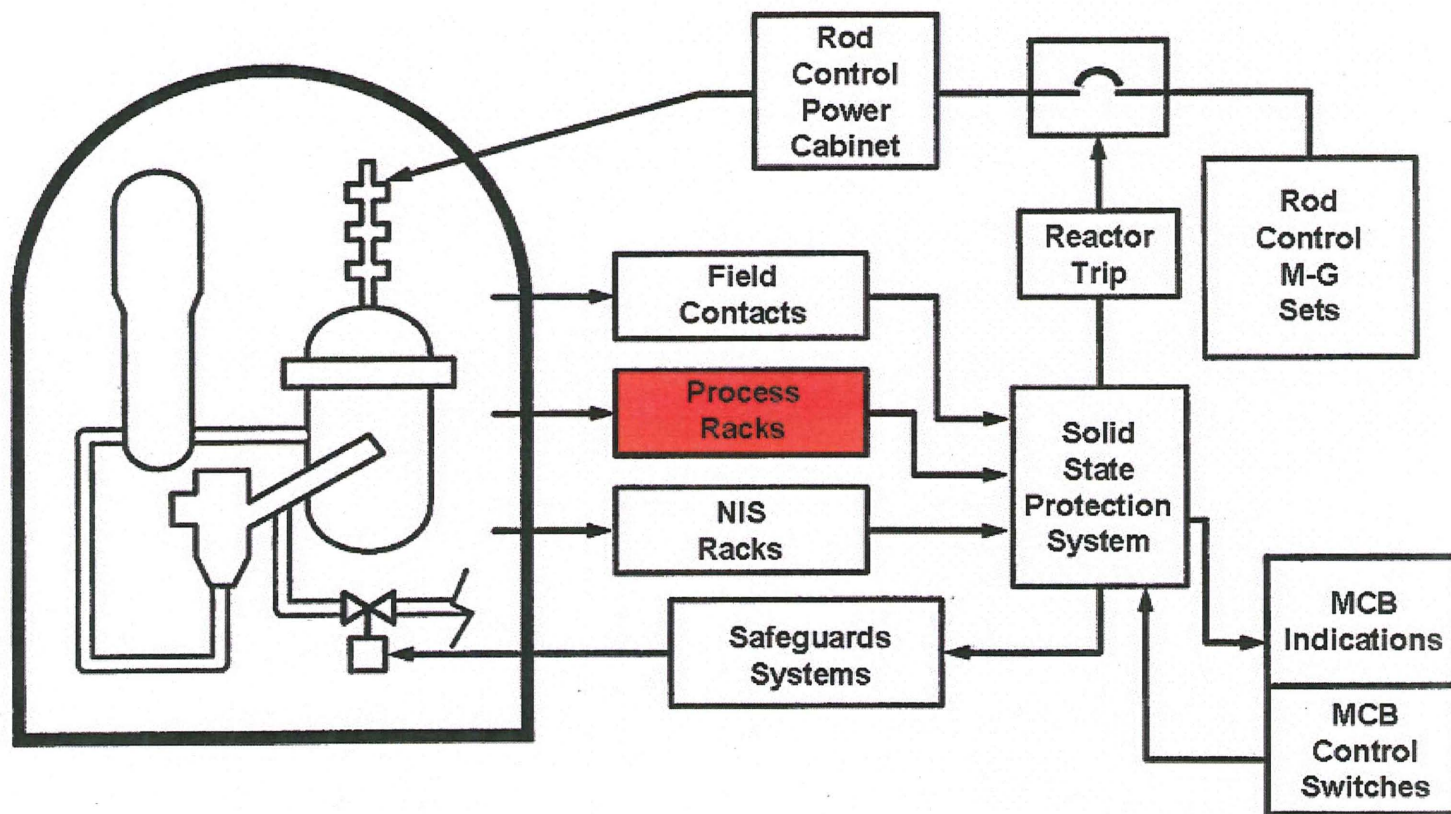 Rod
Control
Power
Cabinet
Rod
Control
M-G
Sets
Reactor
Trip
Field
Contacts
Process
Racks
NIS
Racks
Solid
State
Protection
System
Safeguards
Systems
MCB
Indications
MCB
Control
Switches